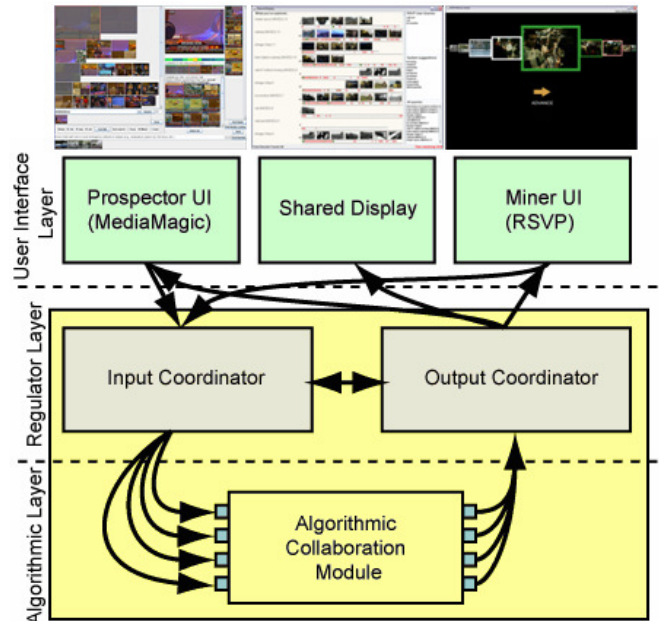 ADVANCE
User Interface
Layer
Prospector UI
(MediaMagic)
Shared Display
Miner UI
(RSVP)
Regulator Layer
Input Coordinator
Output Coordinator
Algorithmic Layer
Algorithmic
Collaboration
Module